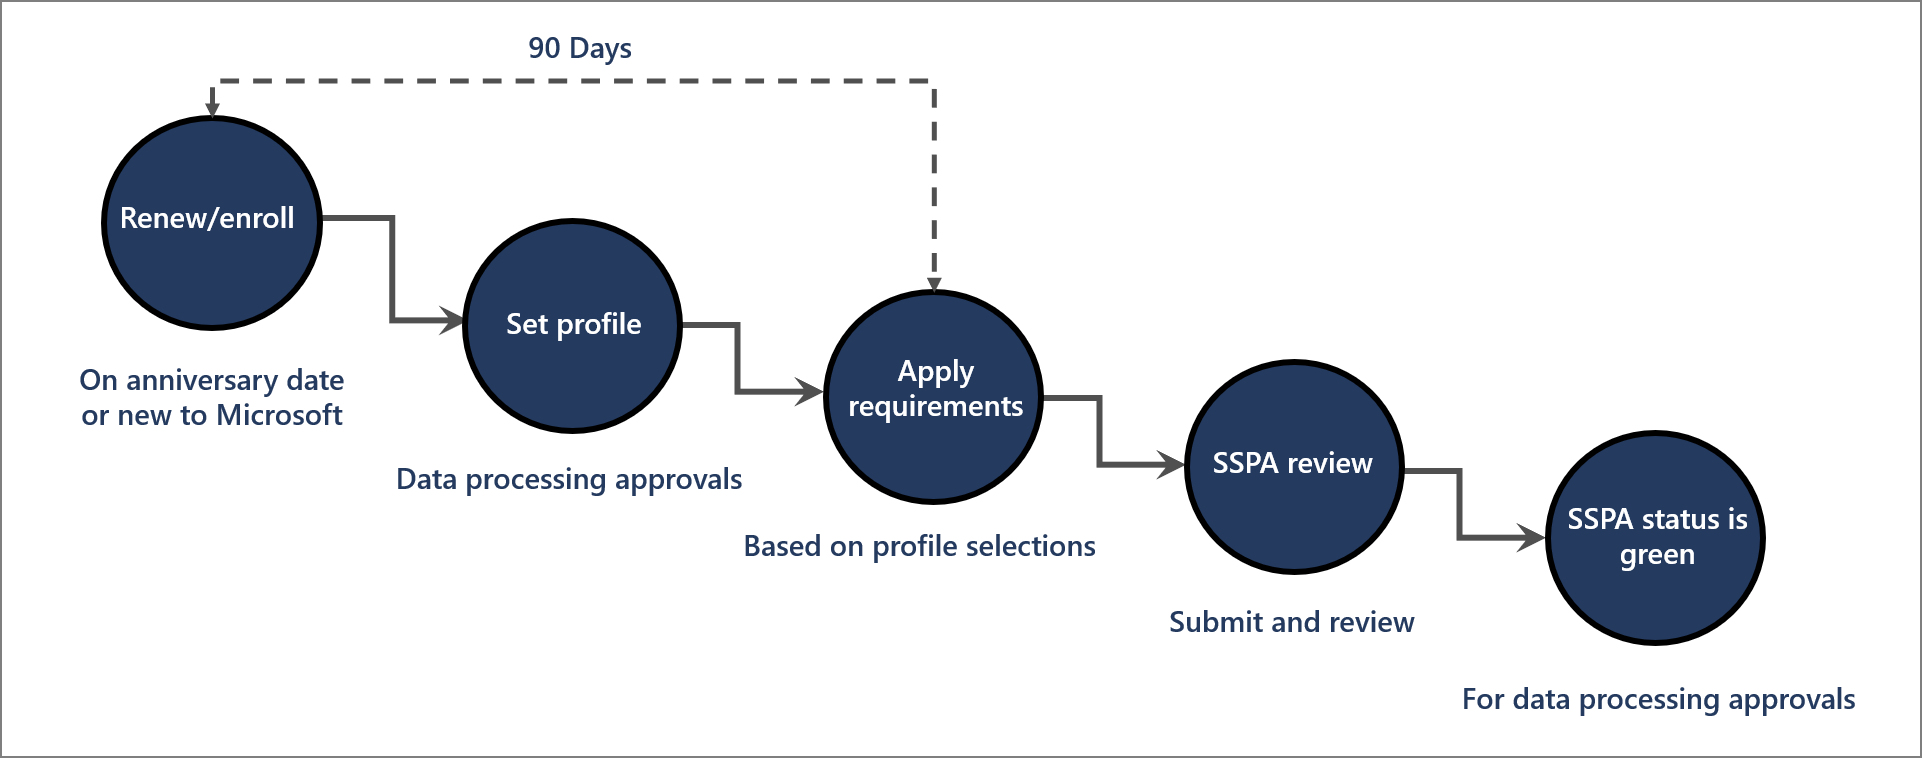 90 Days
Renew/enroll
On anniversary date
or new to Microsoft
Set profile
Data processing approvals
Apply
requirements
Based on profile selections
SSPA review
Submit and review
SSPA status is
green
For data processing approvals